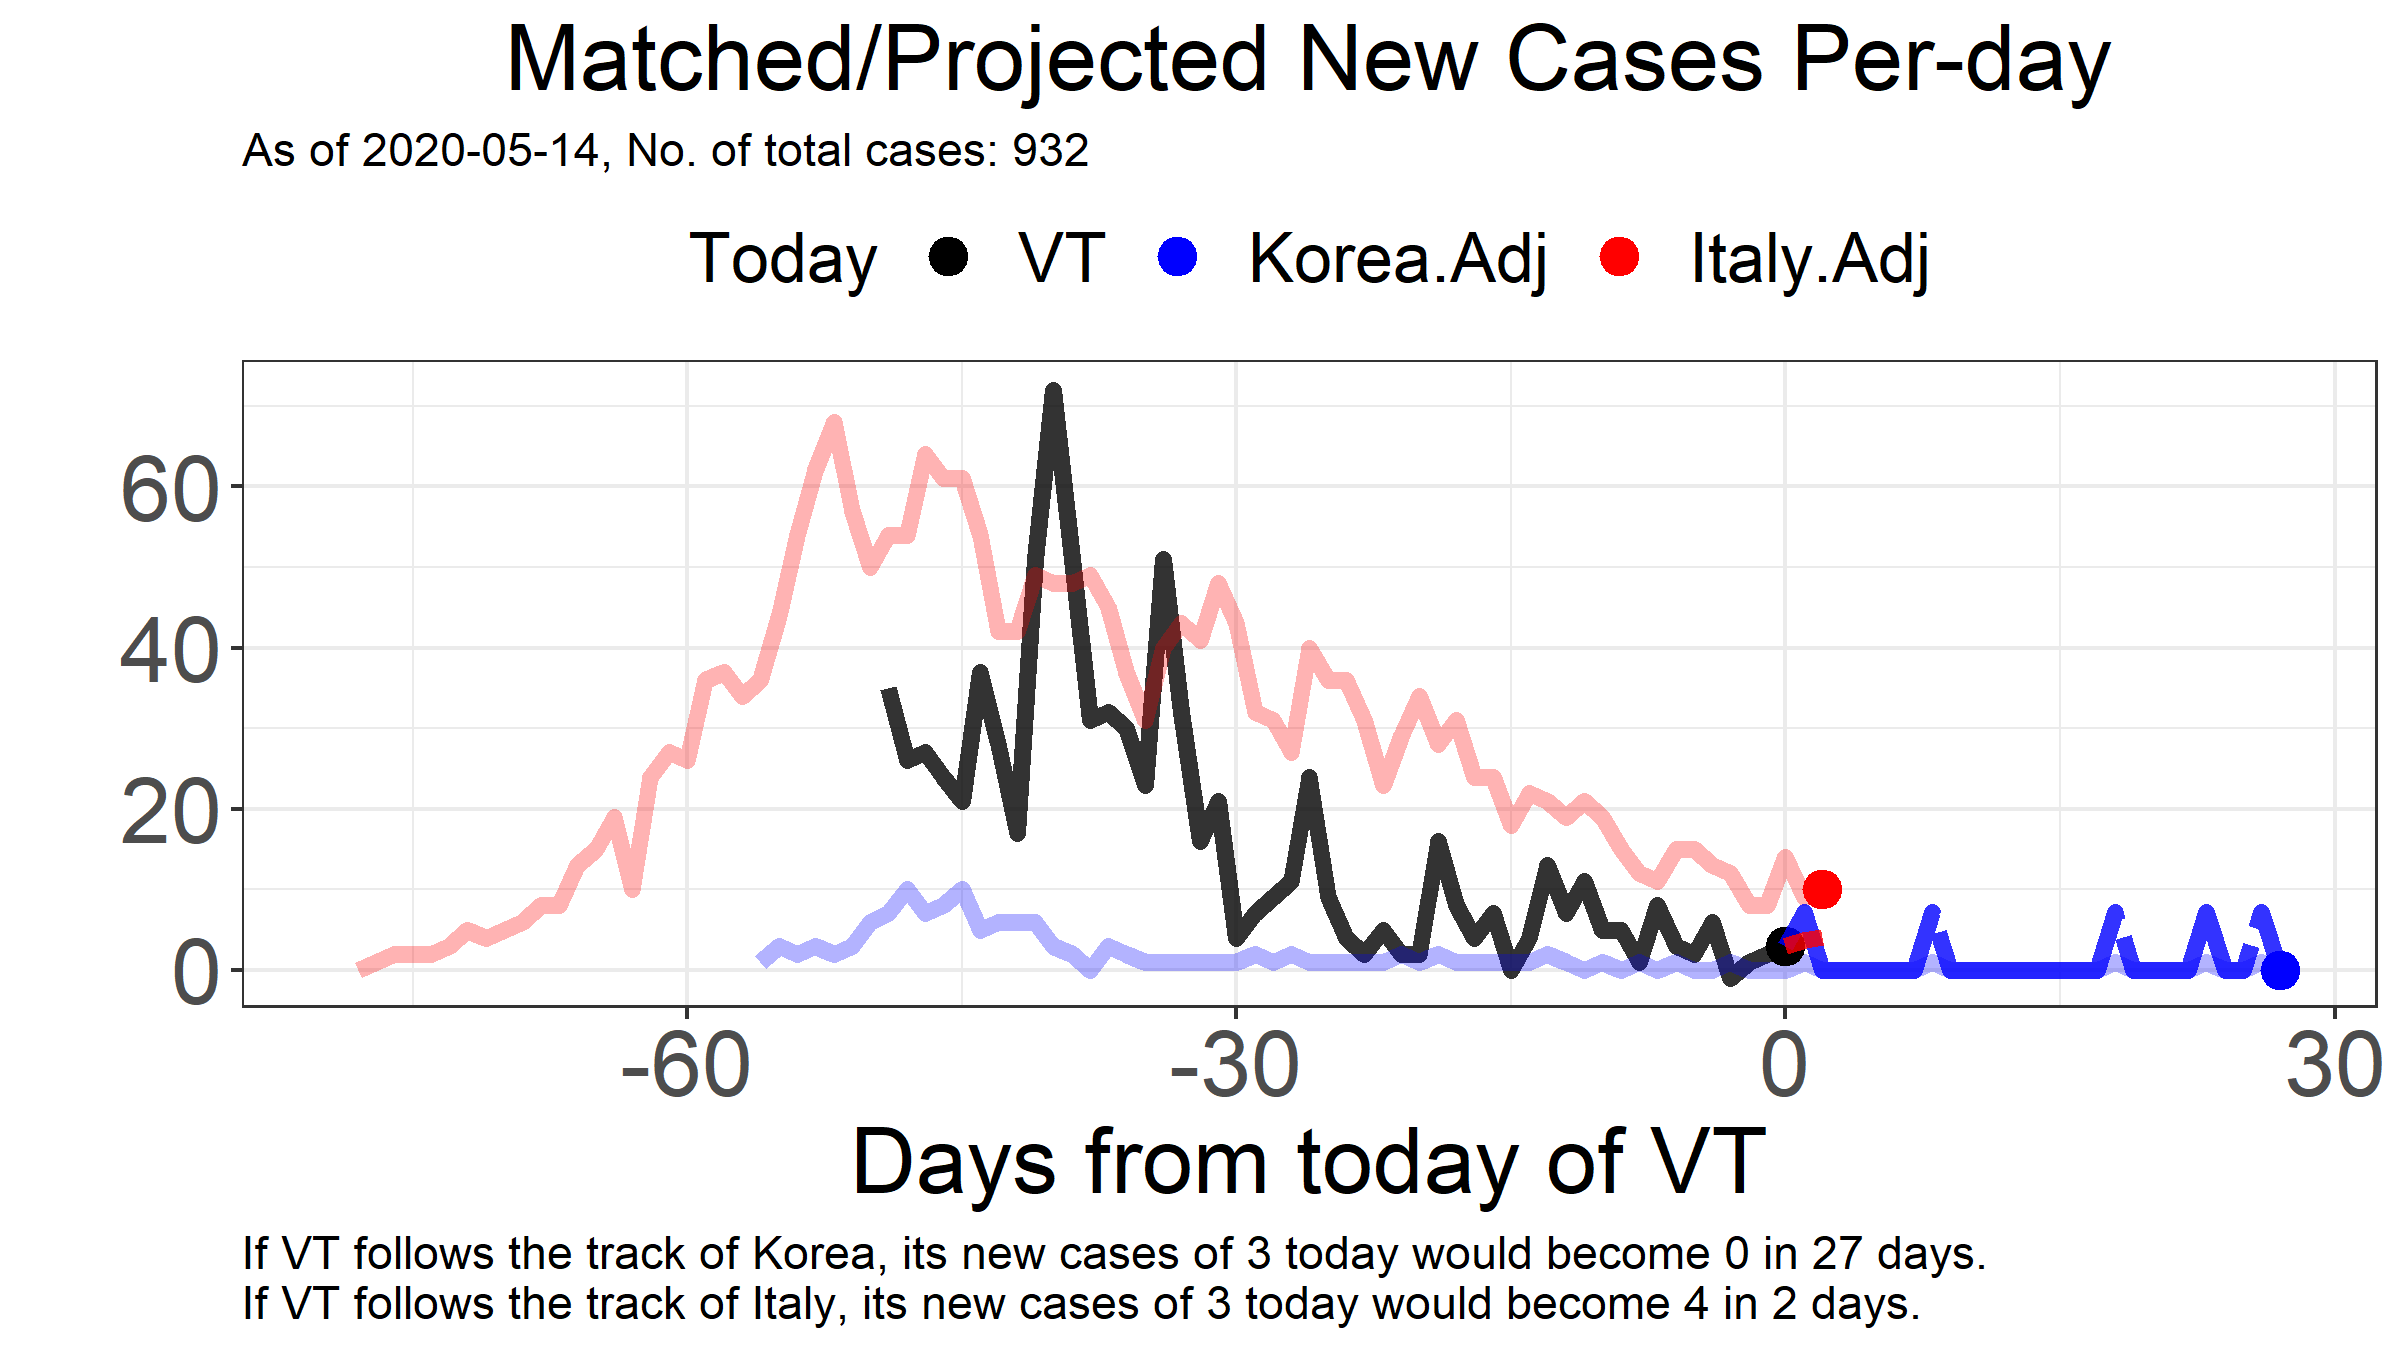 Matched/Projected New Cases Per-day
As of 2020-05-14, No. of total cases: 932
Today VT Korea.Adj Italy.Adj
60
40
20
0
-60 -30 0 30
Days from today of VT
If VT follows the track of Korea, its new cases of 3 today would become 0 in 27 days.
If VT follows the track of Italy, its new cases of 3 today would become 4 in 2 days.